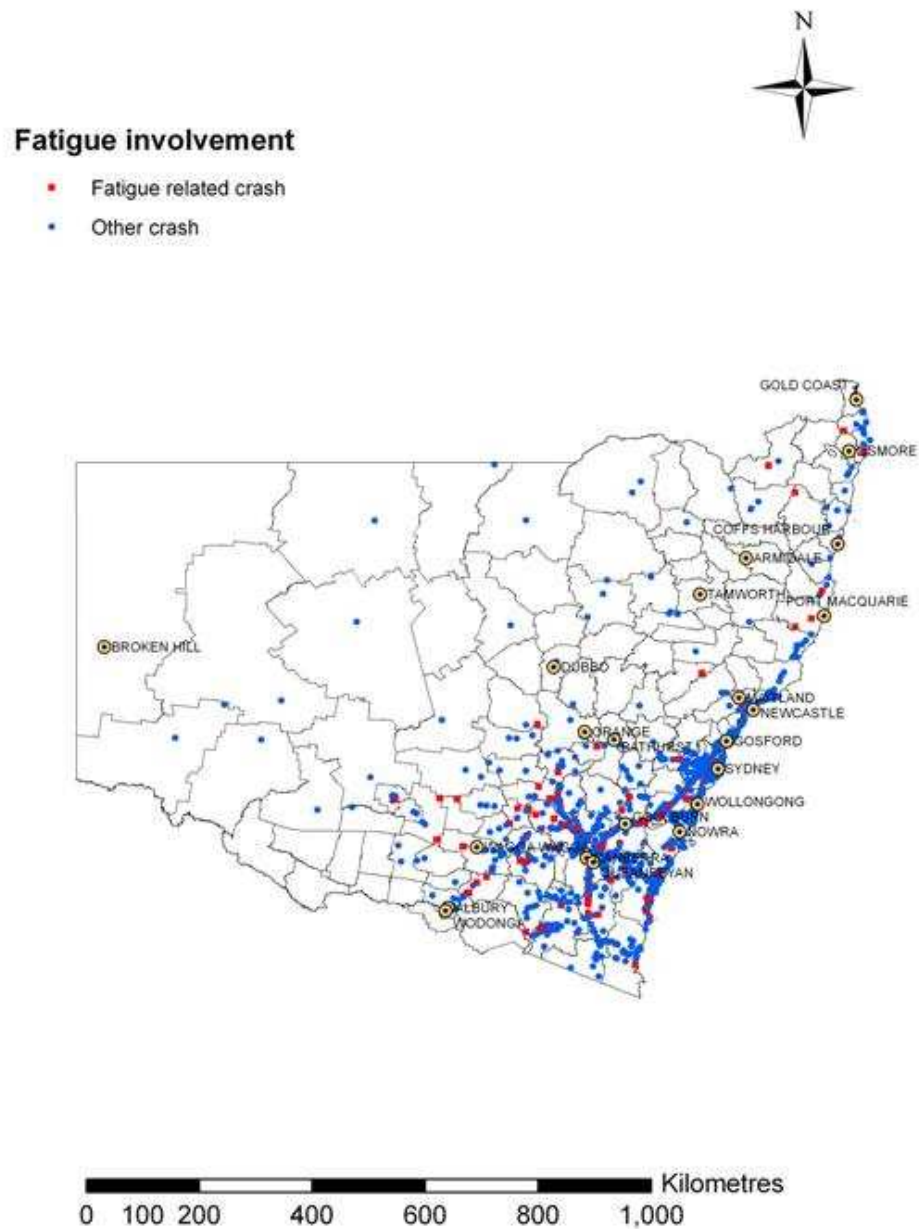 N
Fatigue involvement
Fatigue related crash
Other crash
GOLD COAST
COFFS HARBOUR
ARMIDALE
TAMWORTH
PORT MACQUARIE
BROKEN HILL
DUBBO
MAITLAND
NEWCASTLE
ORANGE
BATHURST
GOSFORD
SYDNEY
WOLLONGONG
NOWRA
ALBURY
WODONGA
Kilometres
0 100 200 400 600 800 1,000